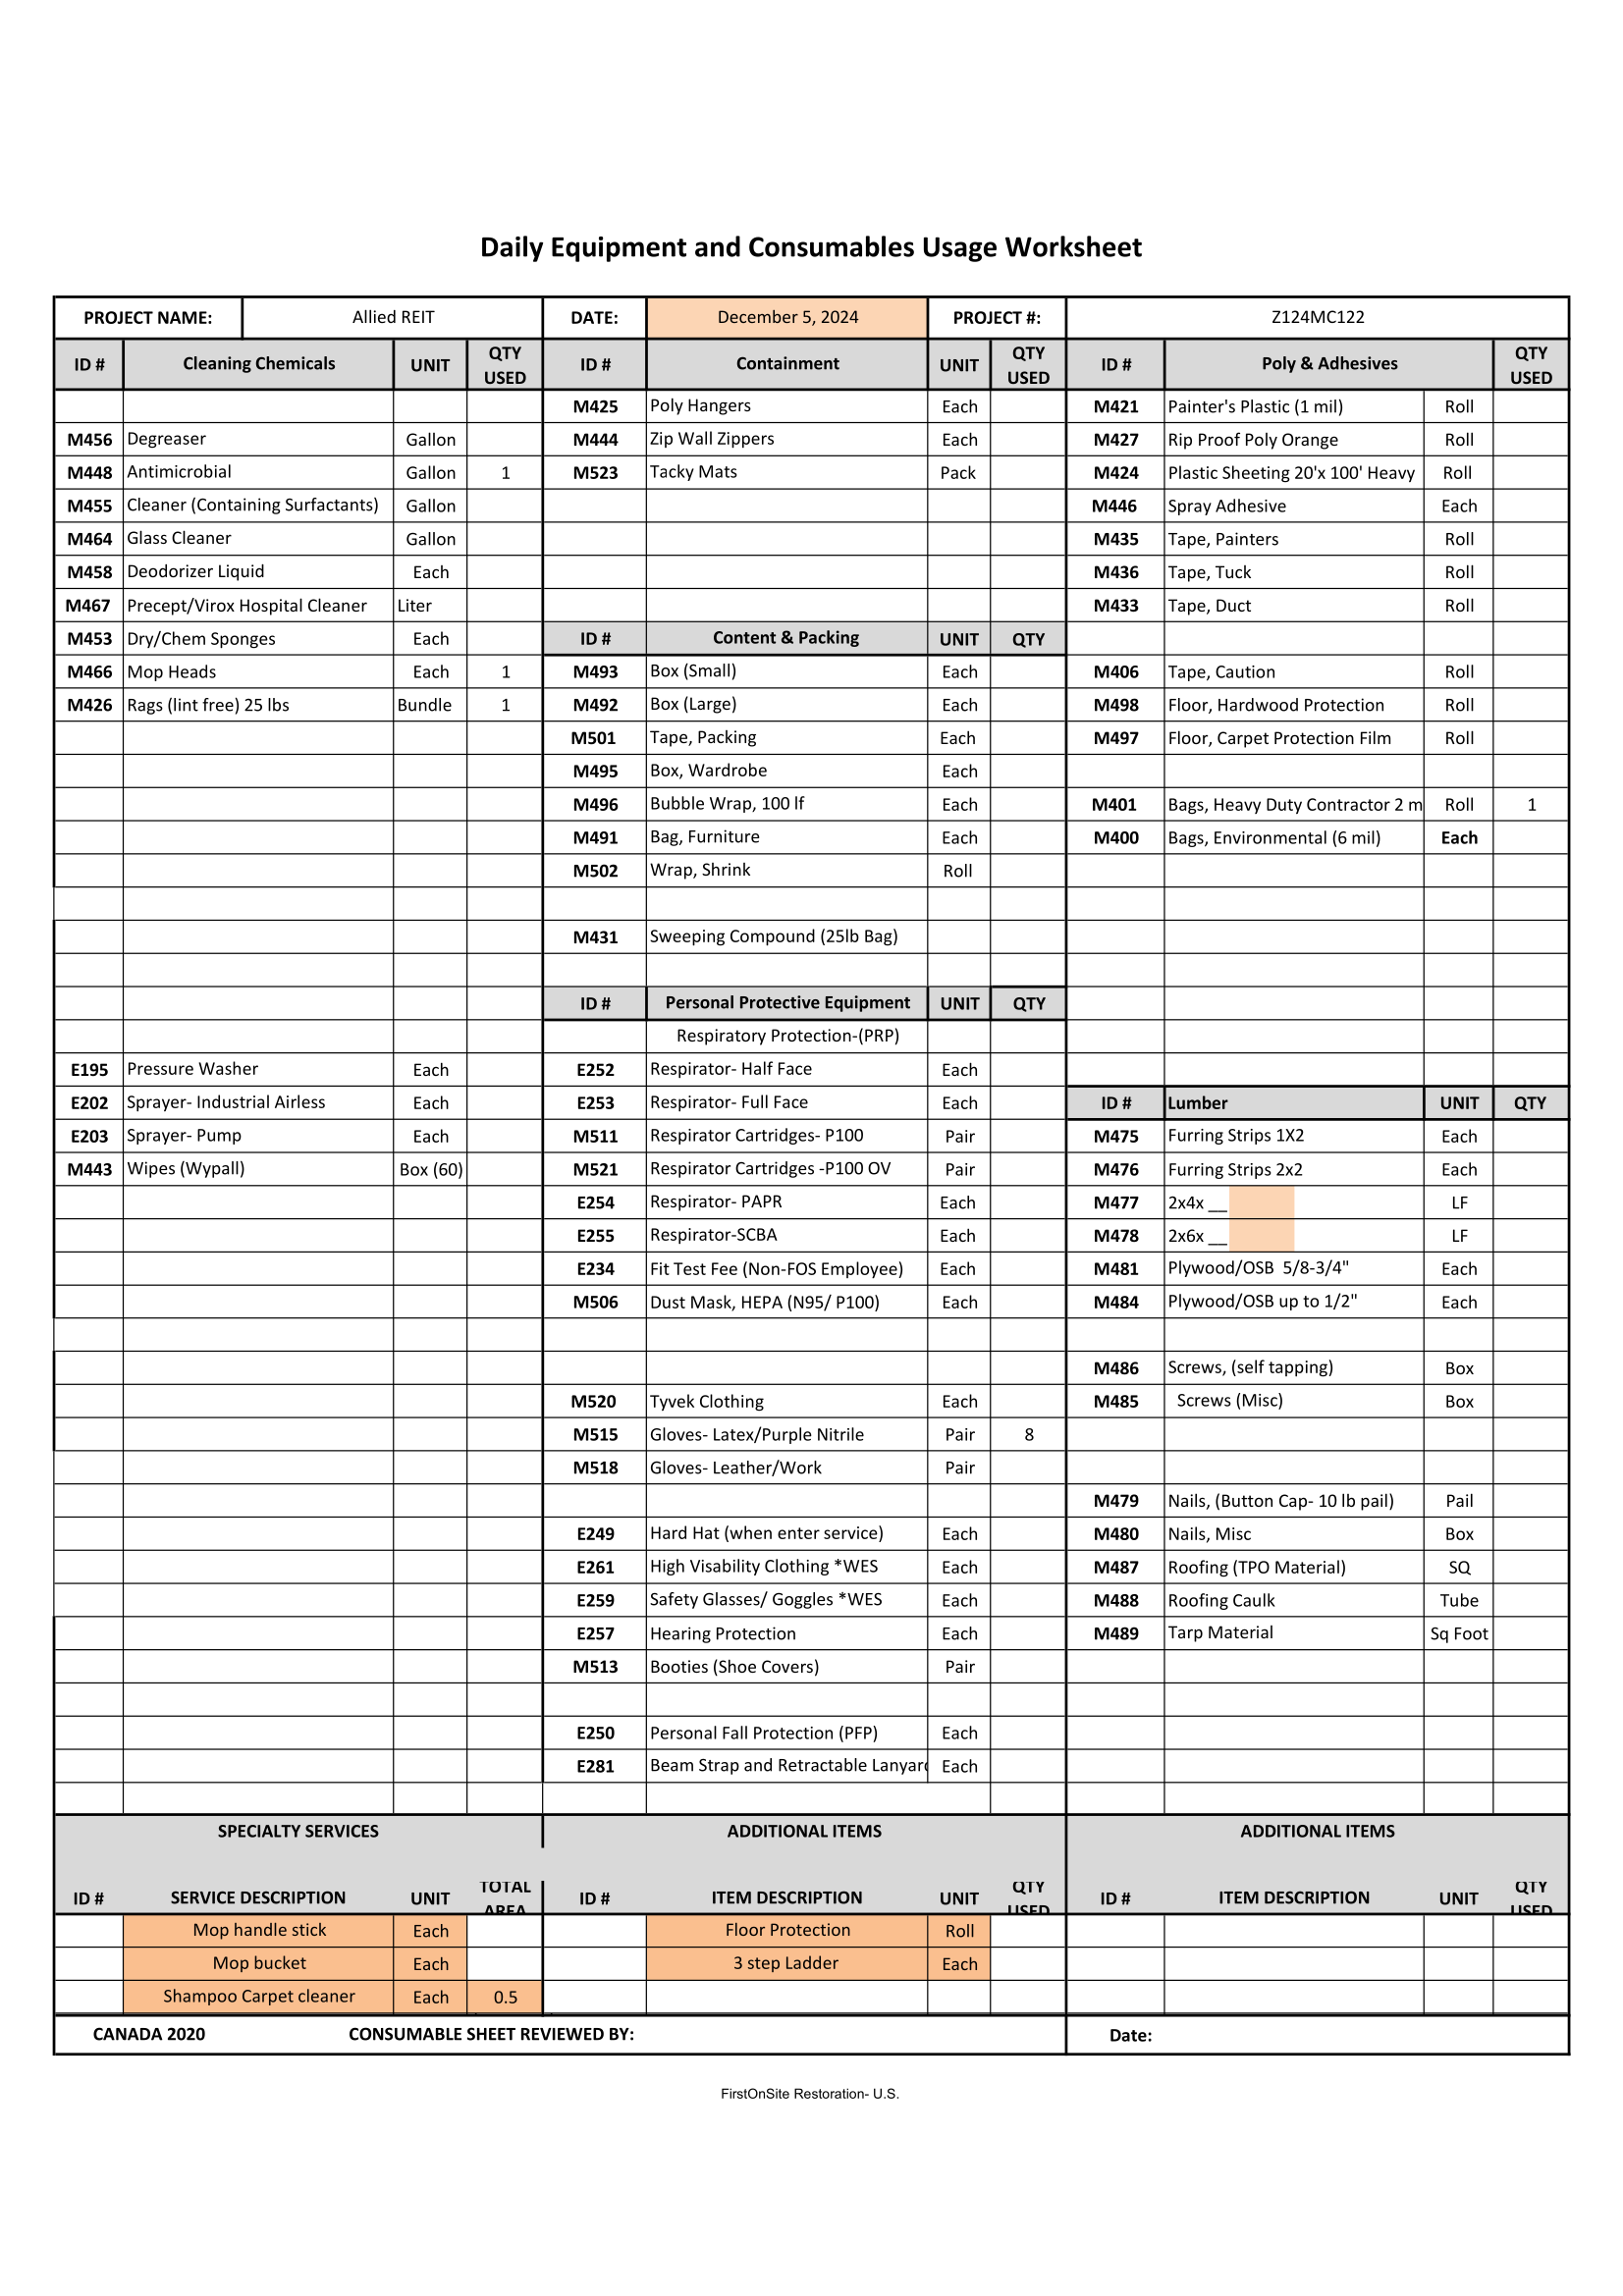 Daily Equipment and Consumables Usage Worksheet
PROJECT NAME: Allied REIT DATE: December 5, 2024 PROJECT #: Z124MC122
ID # Cleaning Chemicals UNIT QTY USED ID # Containment UNIT QTY USED ID # Poly & Adhesives QTY USED
M425 Poly Hangers Each M421 Painter's Plastic (1 mil) Roll
M456 Degreaser Gallon M444 Zip Wall Zippers Each M427 Rip Proof Poly Orange Roll
M448 Antimicrobial Gallon 1 M523 Tacky Mats Pack M424 Plastic Sheeting 20'x 100' Heavy Roll
M455 Cleaner (Containing Surfactants) Gallon M446 Spray Adhesive Each
M464 Glass Cleaner Gallon M435 Tape, Painters Roll
M458 Deodorizer Liquid Each M436 Tape, Tuck Roll
M467 Precept/Virox Hospital Cleaner Liter M433 Tape, Duct Roll
M453 Dry/Chem Sponges Each ID # Content & Packing UNIT QTY
M466 Mop Heads Each 1 M493 Box (Small) Each M406 Tape, Caution Roll
M426 Rags (lint free) 25 lbs Bundle 1 M492 Box (Large) Each M498 Floor, Hardwood Protection Roll
M501 Tape, Packing Each M497 Floor, Carpet Protection Film Roll
M495 Box, Wardrobe Each
M496 Bubble Wrap, 100 lf Each M401 Bags, Heavy Duty Contractor 2 m Roll 1
M491 Bag, Furniture Each M400 Bags, Environmental (6 mil) Each
M502 Wrap, Shrink Roll
M431 Sweeping Compound (25lb Bag)
ID # Personal Protective Equipment UNIT QTY
Respiratory Protection-(PRP)
E195 Pressure Washer Each E252 Respirator- Half Face Each
E202 Sprayer- Industrial Airless Each E253 Respirator- Full Face Each ID # Lumber UNIT QTY
E203 Sprayer- Pump Each M511 Respirator Cartridges- P100 Pair M475 Furring Strips 1X2 Each
M443 Wipes (Wypall) Box (60) M521 Respirator Cartridges -P100 OV Pair M476 Furring Strips 2x2 Each
E254 Respirator- PAPR Each M477 2x4x __ LF
E255 Respirator-SCBA Each M478 2x6x __ LF
E234 Fit Test Fee (Non-FOS Employee) Each M481 Plywood/OSB 5/8-3/4" Each
M506 Dust Mask, HEPA (N95/ P100) Each M484 Plywood/OSB up to 1/2" Each
M486 Screws, (self tapping) Box
M520 Tyvek Clothing Each M485 Screws (Misc) Box
M515 Gloves- Latex/Purple Nitrile Pair 8
M518 Gloves- Leather/Work Pair
M479 Nails, (Button Cap- 10 lb pail) Pail
E249 Hard Hat (when enter service) Each M480 Nails, Misc Box
E261 High Visability Clothing *WES Each M487 Roofing (TPO Material) SQ
E259 Safety Glasses/ Goggles *WES Each M488 Roofing Caulk Tube
E257 Hearing Protection Each M489 Tarp Material Sq Foot
M513 Booties (Shoe Covers) Pair
E250 Personal Fall Protection (PFP) Each
E281 Beam Strap and Retractable Lanyard Each
SPECIALTY SERVICES ADDITIONAL ITEMS ADDITIONAL ITEMS
ID # SERVICE DESCRIPTION UNIT TOTAL AREA ID # ITEM DESCRIPTION UNIT QTY USED ID # ITEM DESCRIPTION UNIT QTY USED
Mop handle stick Each Floor Protection Roll
Mop bucket Each 3 step Ladder Each
Shampoo Carpet cleaner Each 0.5
CANADA 2020 CONSUMABLE SHEET REVIEWED BY: Date:
FirstOnSite Restoration- U.S.